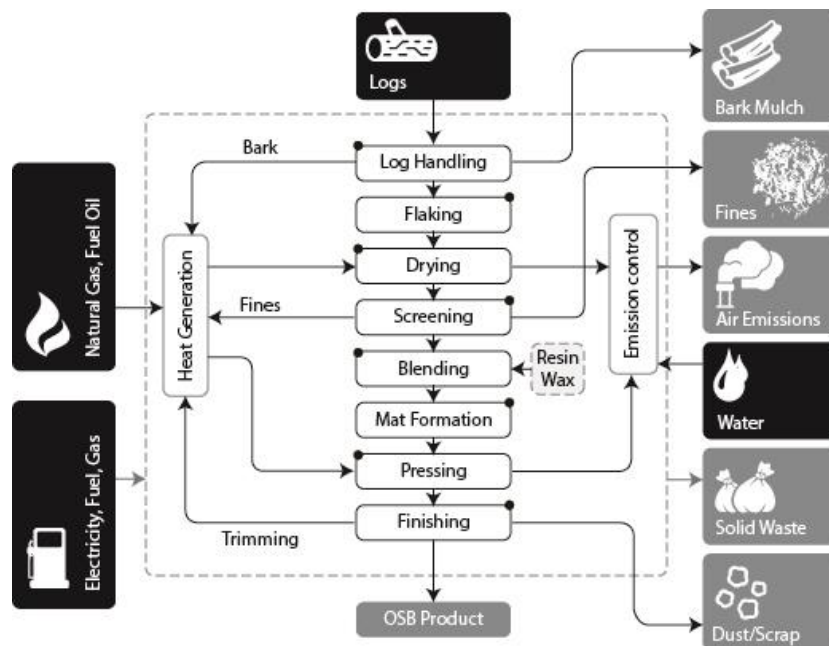 Logs
Bark Mulch
Bark
Log Handling
Flaking
Fines
Natural Gas, Fuel Oil
Heat Generation
Drying
Emission control
Air Emissions
Fines
Screening
Blending
Resin
Wax
Water
Mat Formation
Electricity, Fuel, Gas
Pressing
Solid Waste
Trimming
Finishing
OSB Product
Dust/Scrap